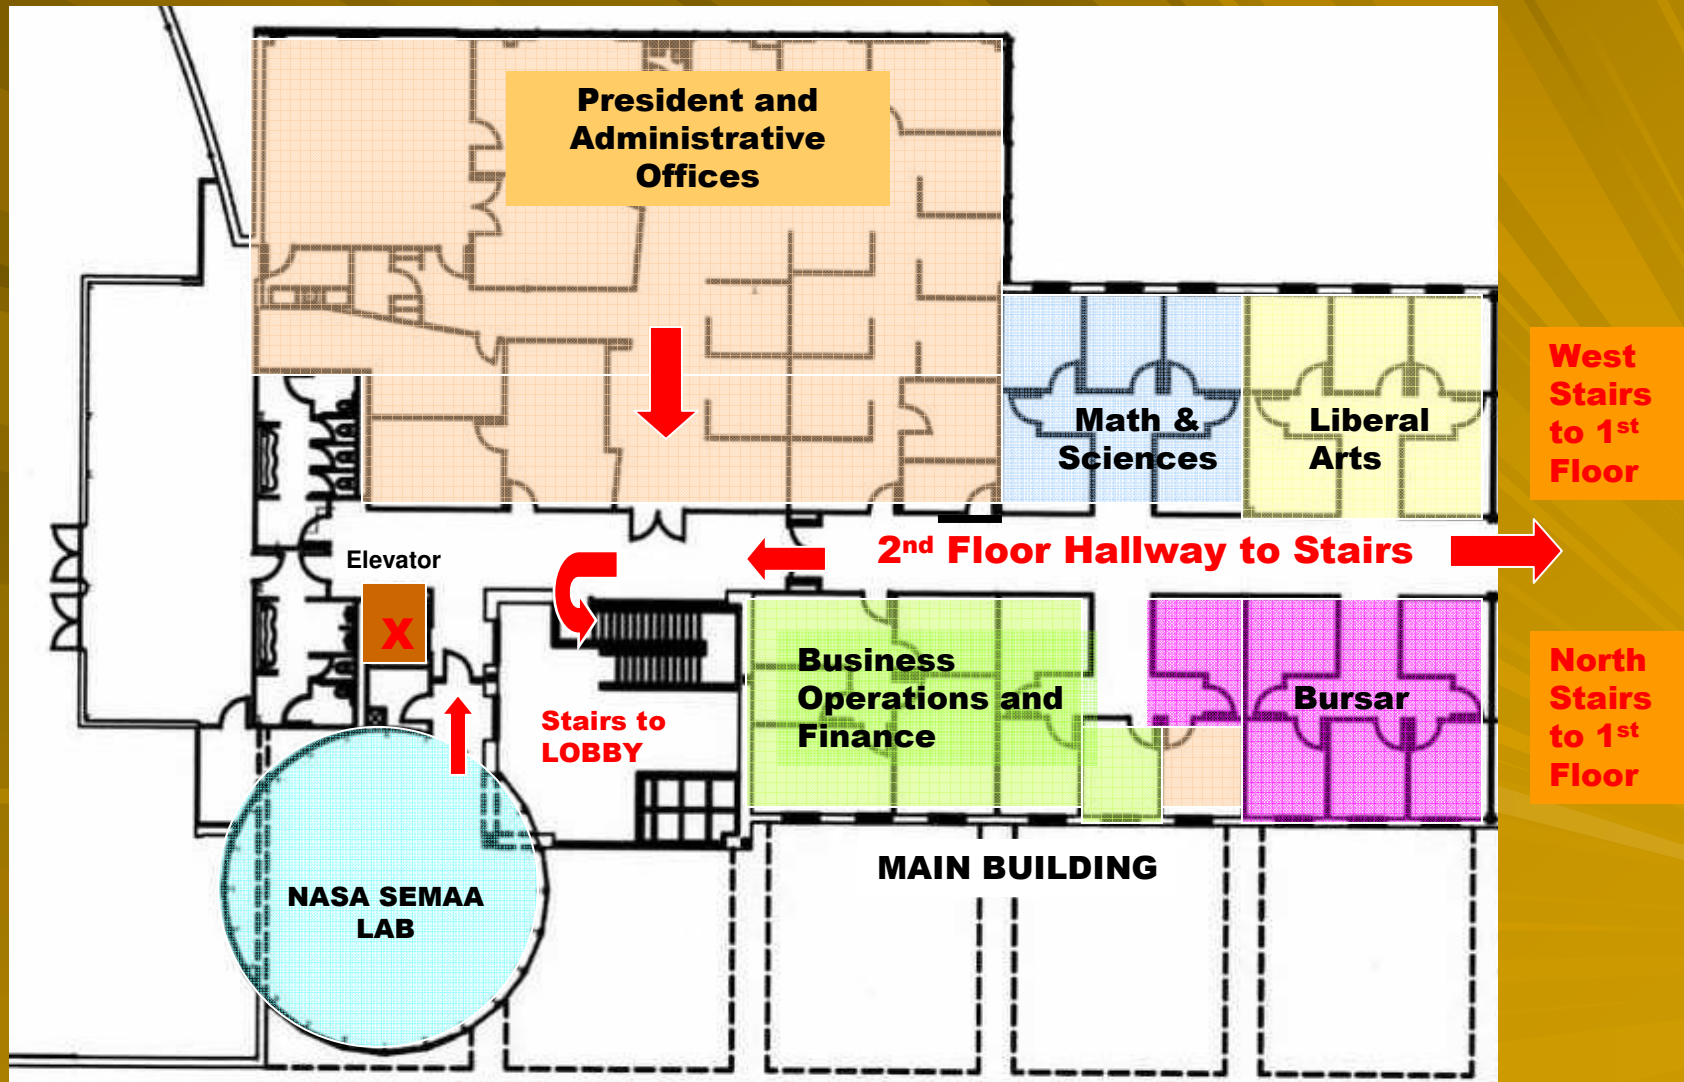 President and
Administrative
Offices
Math &
Sciences
Liberal
Arts
West
Stairs
to 1st
Floor
2nd Floor Hallway to Stairs
Elevator
X
Stairs to
LOBBY
Business
Operations and
Finance
Bursar
North
Stairs
to 1st
Floor
MAIN BUILDING
NASA SEMAA
LAB